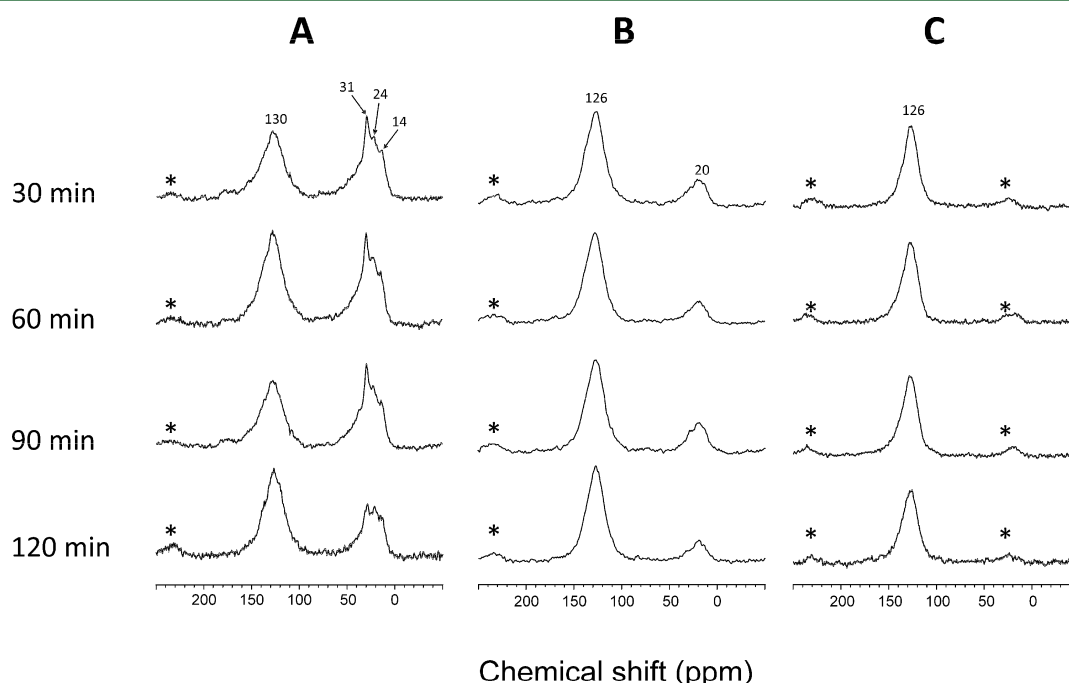 A B C
31
24
14
130
126
20
126
30 min * * * *
60 min * * * *
90 min * * * *
120 min * * * *
200 150 100 50 0 200 150 100 50 0 200 150 100 50 0
Chemical shift (ppm)